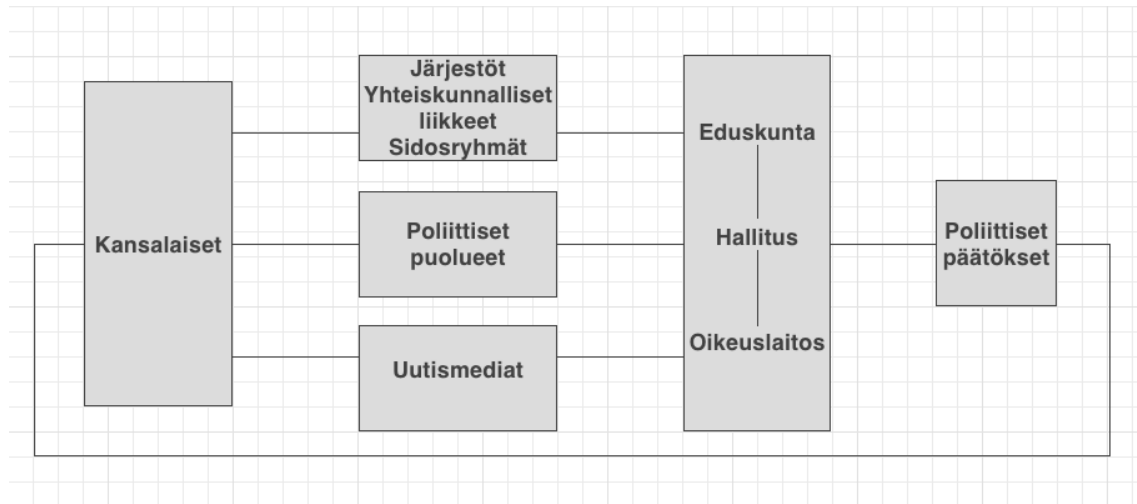 Kansalaiset
Järjestöt
Yhteiskunnalliset
liikkeet
Sidosryhmät
Poliittiset
puolueet
Uutismediat
Eduskunta
Hallitus
Oikeuslaitos
Poliittiset
päätökset